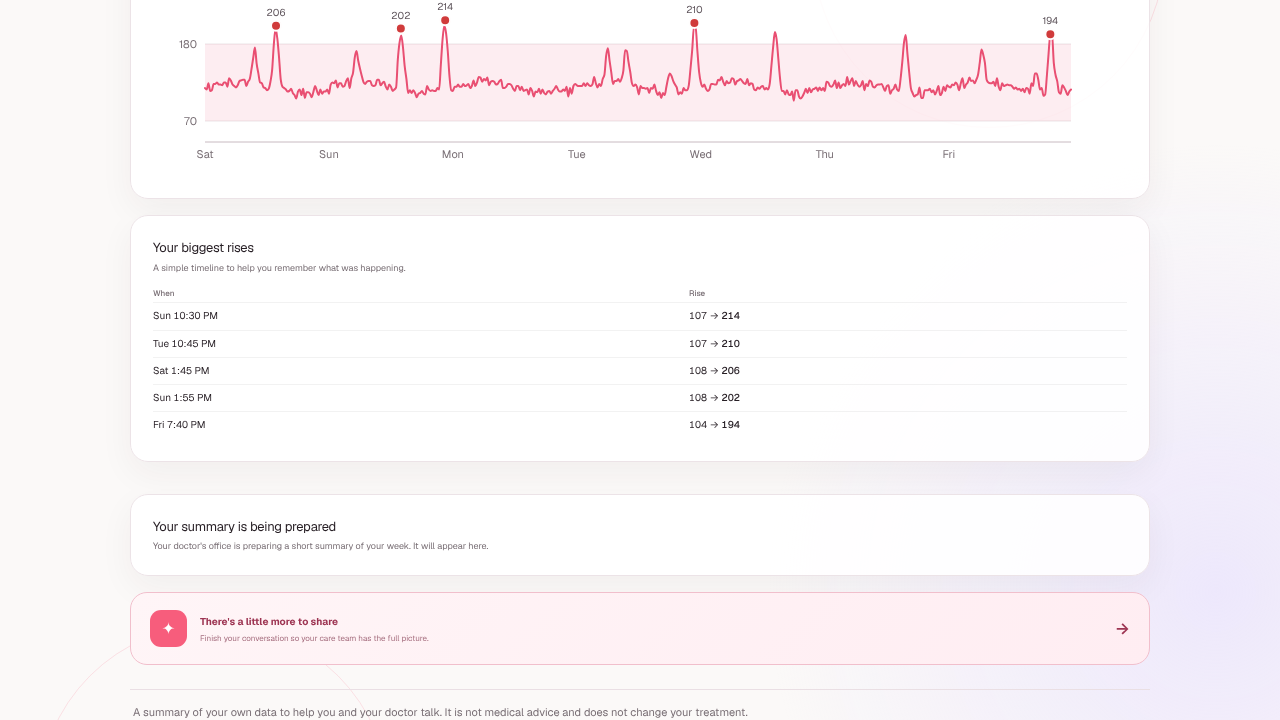 214
210
206
202
194
180
70
Sat Sun Mon Tue Wed Thu Fri
Your biggest rises
A simple timeline to help you remember what was happening.
When Rise
Sun 10:30 PM 107 → 214
Tue 10:45 PM 107 → 210
Sat 1:45 PM 108 → 206
Sun 1:55 PM 108 → 202
Fri 7:40 PM 104 → 194
Your summary is being prepared
Your doctor's office is preparing a short summary of your week. It will appear here.
There's a little more to share
Finish your conversation so your care team has the full picture.
A summary of your own data to help you and your doctor talk. It is not medical advice and does not change your treatment.